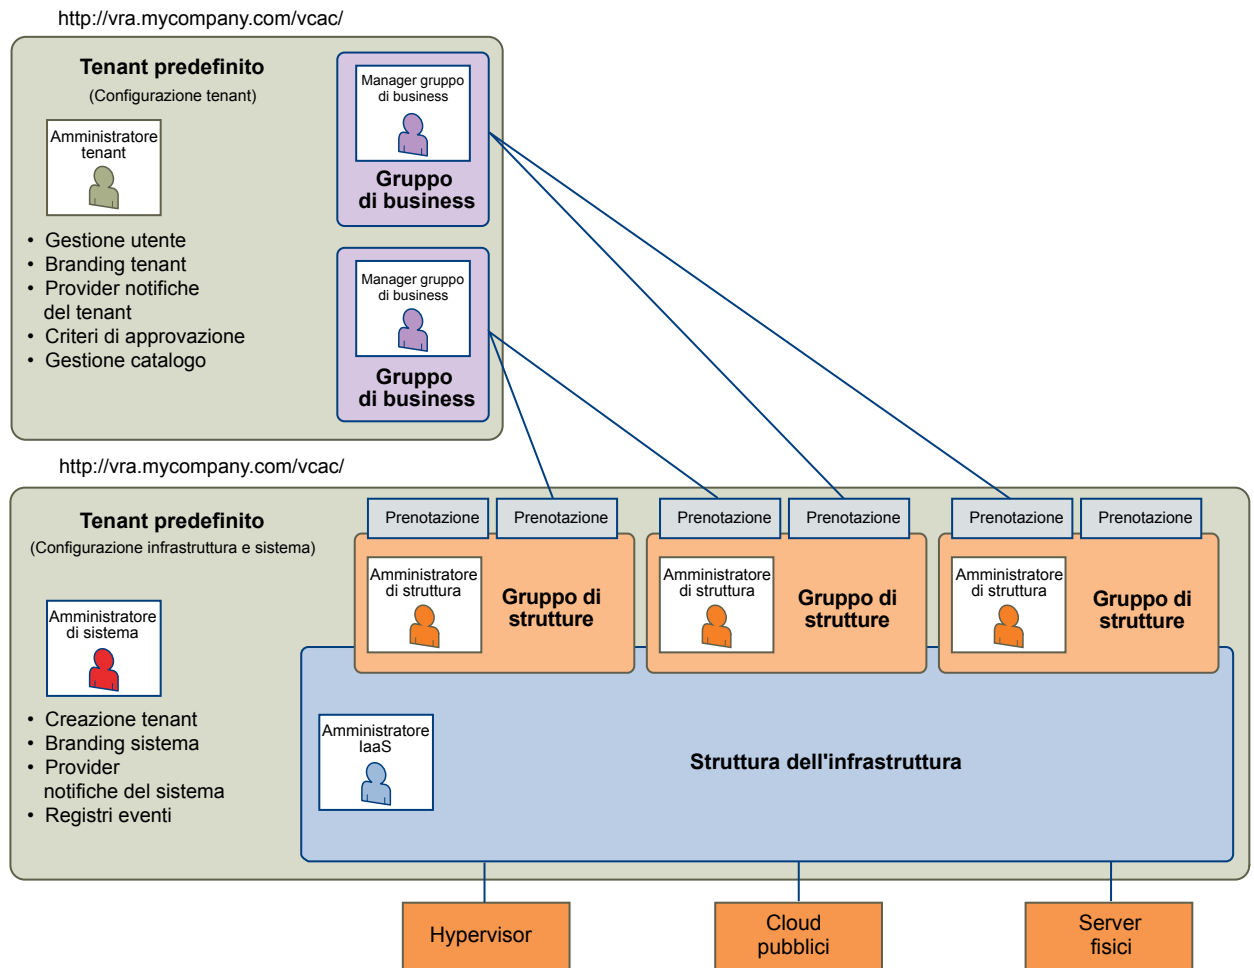 http://vra.mycompany.com/vcac/
Tenant predefinito
(Configurazione tenant)
Amministratore
tenant
• Gestione utente
• Branding tenant
• Provider notifiche
del tenant
• Criteri di approvazione
• Gestione catalogo
Manager gruppo
di business
Gruppo
di business
Manager gruppo
di business
Gruppo
di business
http://vra.mycompany.com/vcac/
Tenant predefinito
(Configurazione infrastruttura e sistema)
Amministratore
di sistema
• Creazione tenant
• Branding sistema
• Provider
notifiche del sistema
• Registri eventi
Prenotazione
Prenotazione
Amministratore
di struttura
Gruppo di
strutture
Prenotazione
Prenotazione
Amministratore
di struttura
Gruppo di
strutture
Prenotazione
Prenotazione
Amministratore
di struttura
Gruppo di
strutture
Amministratore
IaaS
Struttura dell'infrastruttura
Hypervisor
Cloud
pubblici
Server
fisici